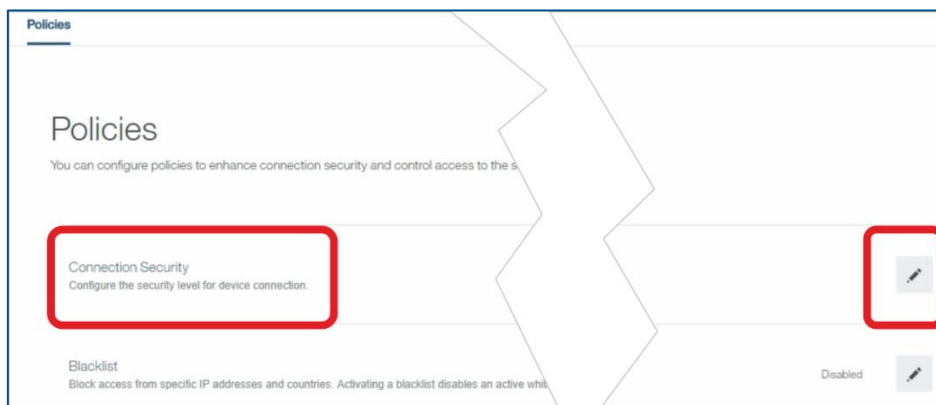 Policies
Policies
You can configure policies to enhance connection security and control access to the
Connection Security
Configure the security level for device connection.
Blacklist
Disabled
Block access from specific IP addresses and countries. Activating a blacklist disables an active